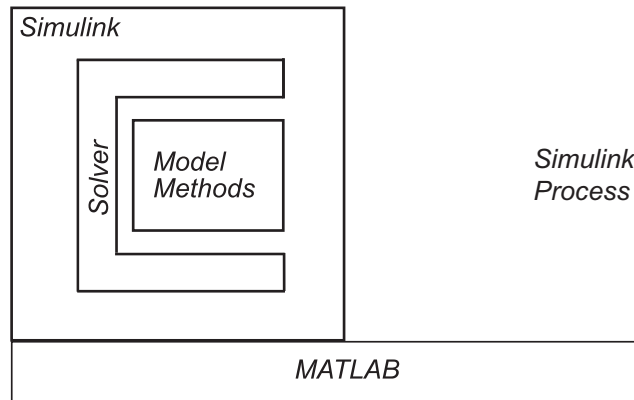 Simulink
Solver
Model
Methods
Simulink
Process
MATLAB